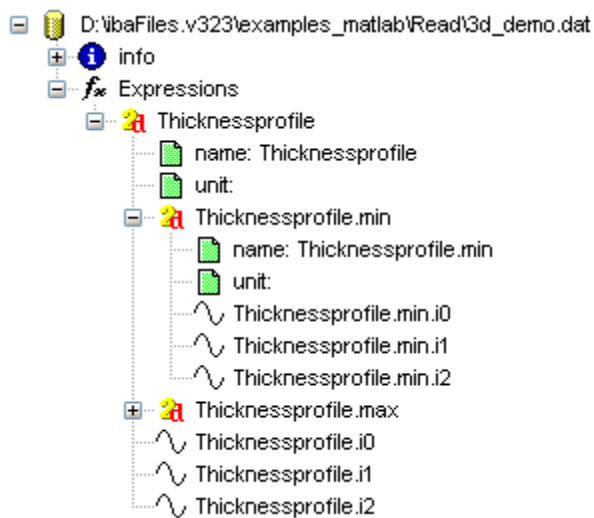 D:\ibaFiles.v323\examples_matlab\Read\3d_demo.dat
info
Expressions
Thicknessprofile
name: Thicknessprofile
unit:
Thicknessprofile.min
name: Thicknessprofile.min
unit:
Thicknessprofile.min.i0
Thicknessprofile.min.i1
Thicknessprofile.min.i2
Thicknessprofile.max
Thicknessprofile.i0
Thicknessprofile.i1
Thicknessprofile.i2